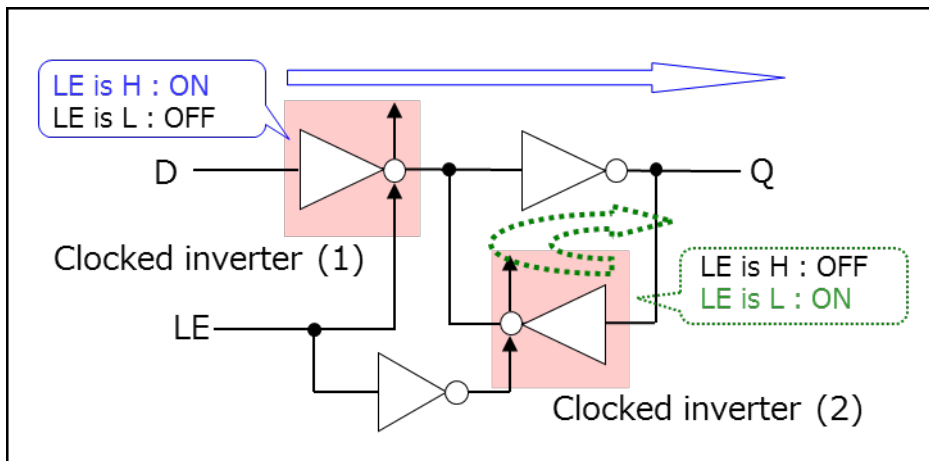 LE is H : ON
LE is L : OFF
D
Q
Clocked inverter (1)
LE is H : OFF
LE is L : ON
LE
Clocked inverter (2)